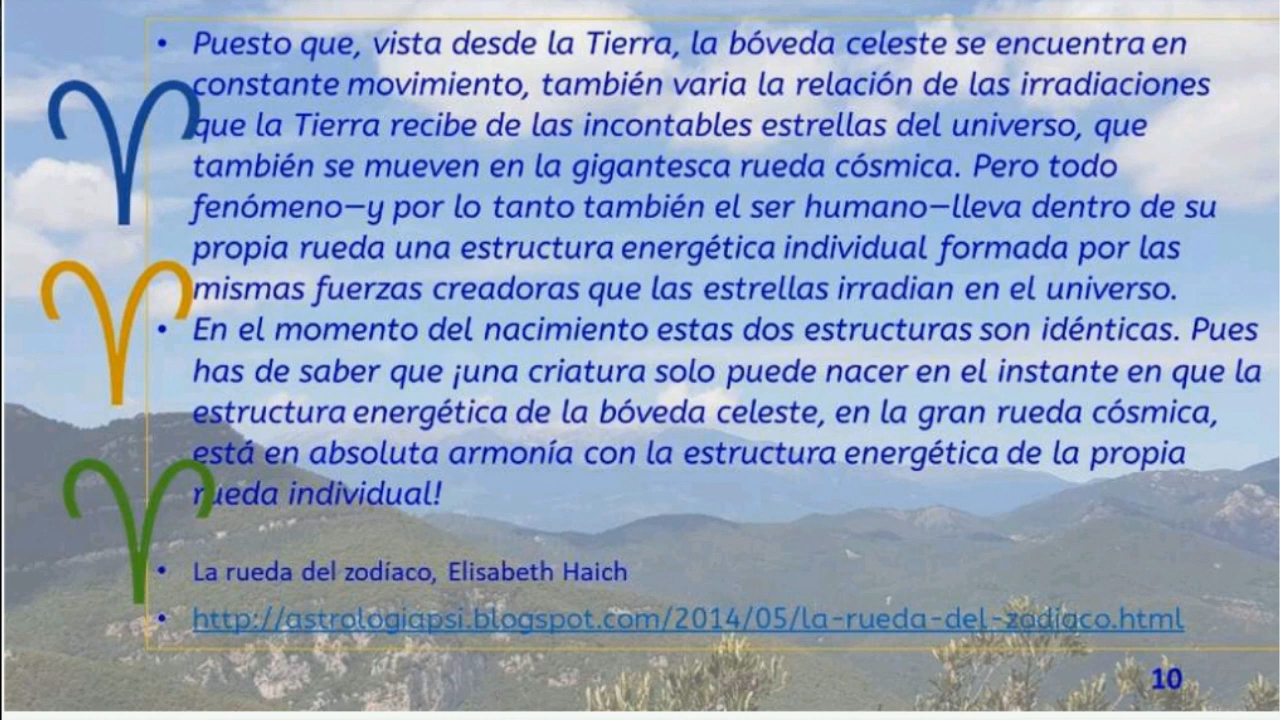 • Puesto que, vista desde la Tierra, la bóveda celeste se encuentra en
constante movimiento, también varia la relación de las irradiaciones
que la Tierra recibe de las incontables estrellas del universo, que
también se mueven en la gigantesca rueda cósmica. Pero todo
fenómeno—y por lo tanto también el ser humano—lleva dentro de su
propia rueda una estructura energética individual formada por las
mismas fuerzas creadoras que las estrellas irradian en el universo.
• En el momento del nacimiento estas dos estructuras son idénticas. Pues
has de saber que ¡una criatura solo puede nacer en el instante en que la
estructura energética de la bóveda celeste, en la gran rueda cósmica,
está en absoluta armonía con la estructura energética de la propia
rueda individual!
• La rueda del zodíaco, Elisabeth Haich
• http://astrologiapsi.blogspot.com/2014/05/la-rueda-del-zodiaco.html
10